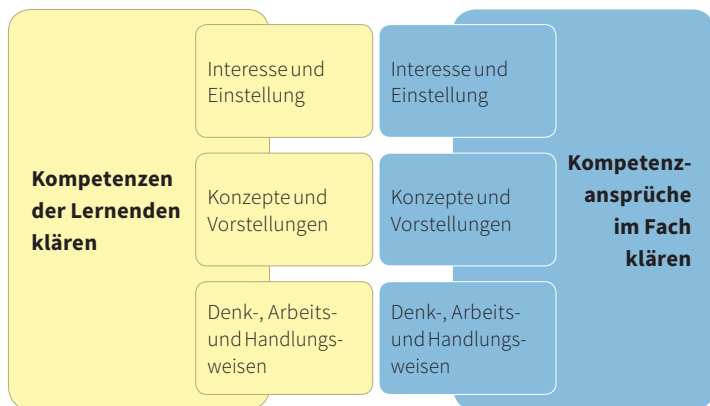 Kompetenzen
der Lernenden
klären
Interesse und
Einstellung
Konzepte und
Vorstellungen
Denk-, Arbeits-
und Handlungs-
weisen
Interesse und
Einstellung
Konzepte und
Vorstellungen
Denk-, Arbeits-
und Handlungs-
weisen
Kompetenz-
ansprüche
im Fach
klären